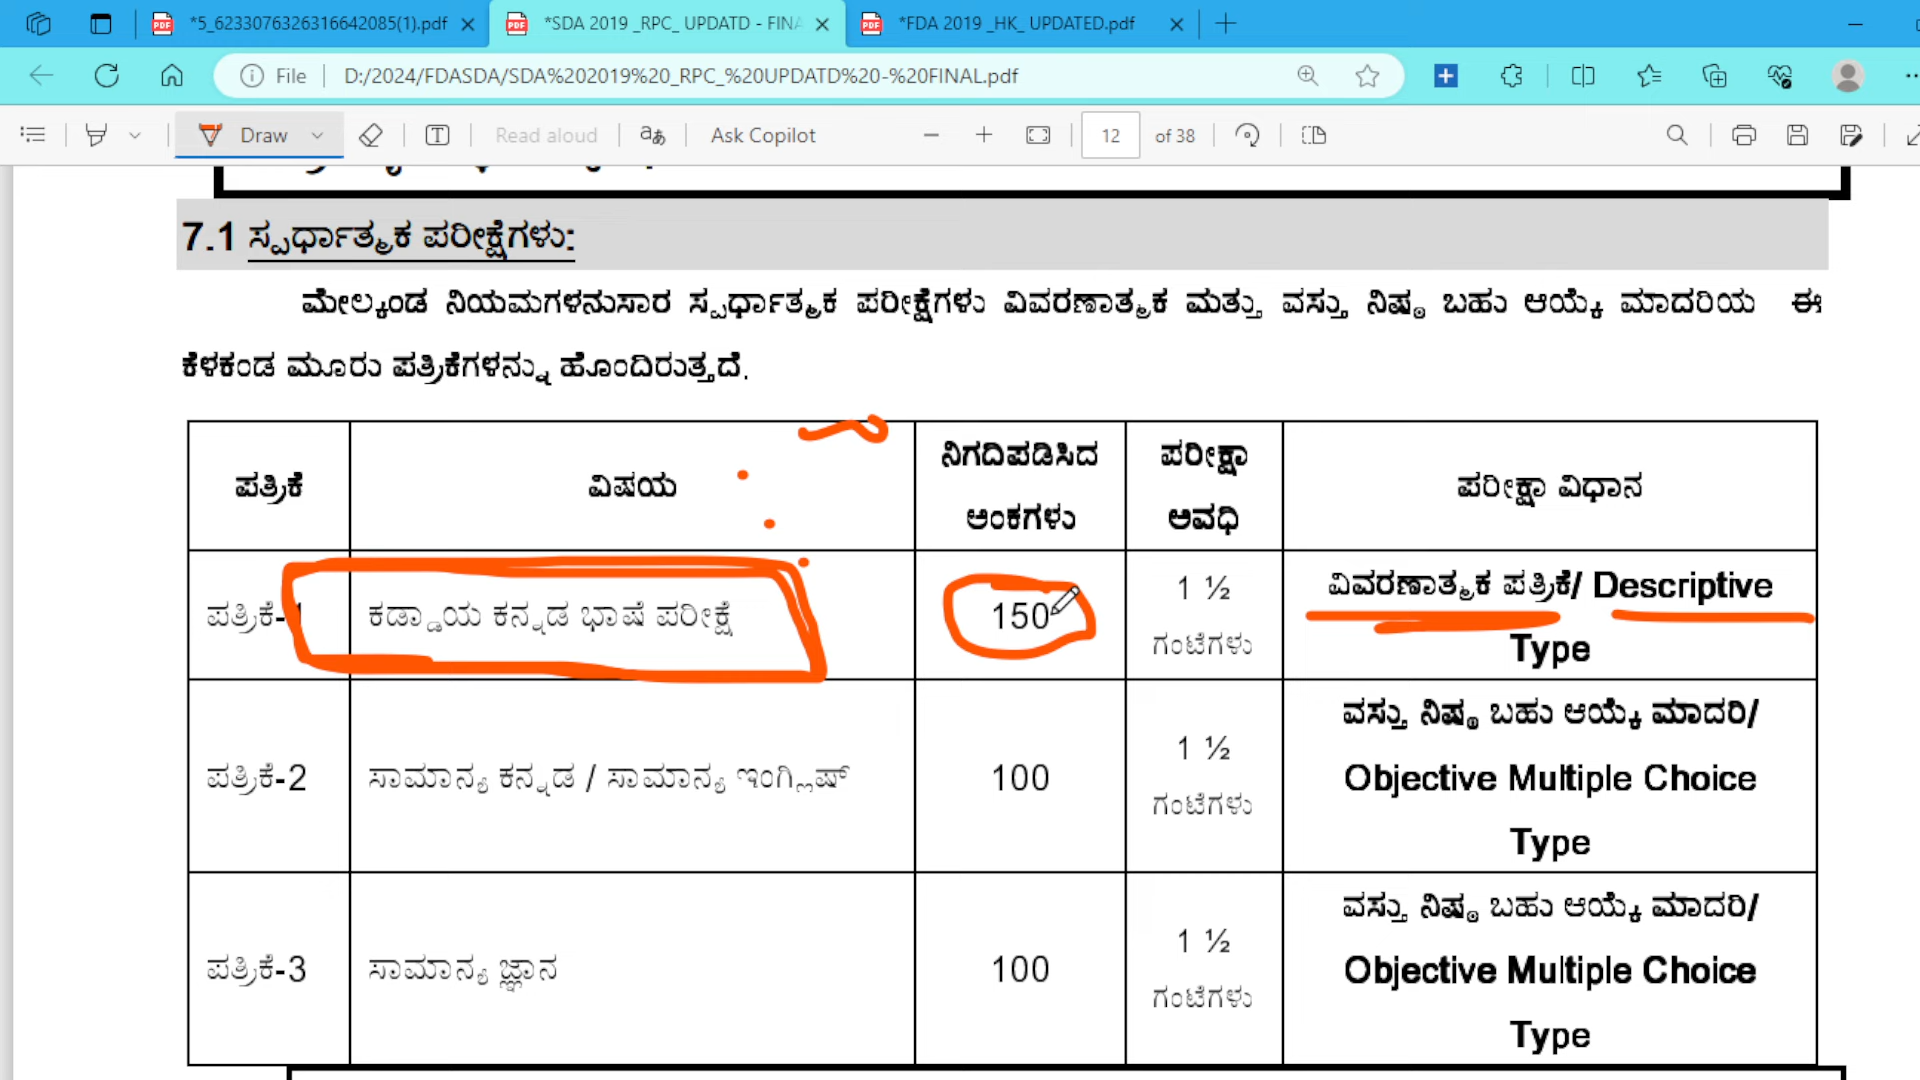 *5_6233076326316642085(1).pdf
*SDA 2019 _RPC_ UPDATD - FINA
*FDA 2019 _HK_ UPDATED.pdf
File
D:/2024/FDASDA/SDA%202019%20_RPC_%20UPDATD%20-%20FINAL.pdf
Draw
Read aloud
Ask Copilot
12
of 38
7.1 ಸ್ಪರ್ಧಾತ್ಮಕ ಪರೀಕ್ಷೆಗಳು:
ಮೇಲ್ಕಂಡ ನಿಯಮಗಳನುಸಾರ ಸ್ಪರ್ಧಾತ್ಮಕ ಪರೀಕ್ಷೆಗಳು ವಿವರಣಾತ್ಮಕ ಮತ್ತು ವಸ್ತು ನಿಷ್ಠ ಬಹು ಆಯ್ಕೆ ಮಾದರಿಯ ಈ
ಕೆಳಕಂಡ ಮೂರು ಪತ್ರಿಕೆಗಳನ್ನು ಹೊಂದಿರುತ್ತದೆ.
ಪತ್ರಿಕೆ
ವಿಷಯ
ನಿಗದಿಪಡಿಸಿದ
ಅಂಕಗಳು
ಪರೀಕ್ಷಾ
ಅವಧಿ
ಪರೀಕ್ಷಾ ವಿಧಾನ
ಪತ್ರಿಕೆ-1
ಕಡ್ಡಾಯ ಕನ್ನಡ ಭಾಷೆ ಪರೀಕ್ಷೆ
150
1 ½
ಗಂಟೆಗಳು
ವಿವರಣಾತ್ಮಕ ಪತ್ರಿಕೆ/ Descriptive
Type
ಪತ್ರಿಕೆ-2
ಸಾಮಾನ್ಯ ಕನ್ನಡ / ಸಾಮಾನ್ಯ ಇಂಗ್ಲಿಷ್
100
1 ½
ಗಂಟೆಗಳು
ವಸ್ತು ನಿಷ್ಠ ಬಹು ಆಯ್ಕೆ ಮಾದರಿ/
Objective Multiple Choice
Type
ಪತ್ರಿಕೆ-3
ಸಾಮಾನ್ಯ ಜ್ಞಾನ
100
1 ½
ಗಂಟೆಗಳು
ವಸ್ತು ನಿಷ್ಠ ಬಹು ಆಯ್ಕೆ ಮಾದರಿ/
Objective Multiple Choice
Type